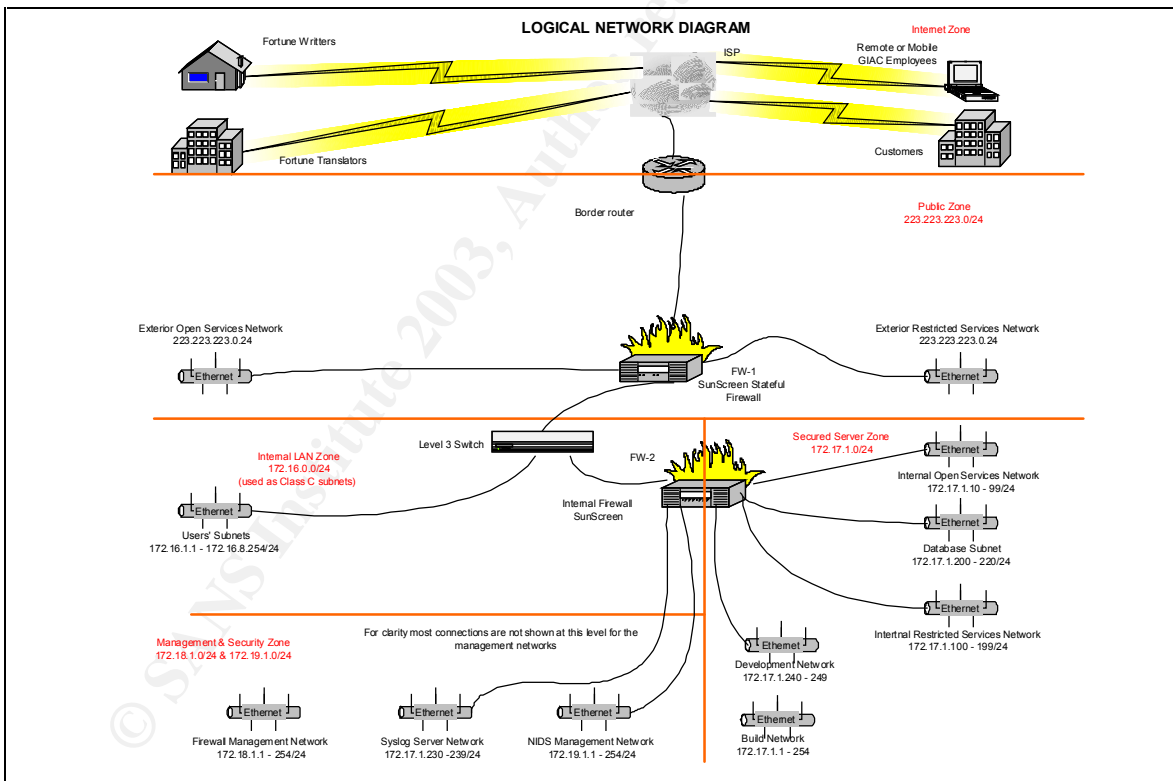 LOGICAL NETWORK DIAGRAM
Internet Zone
Fortune Writters
ISP
Remote or Mobile
GIAC Employees
Fortune Translators
Customers
Border router
Public Zone
223.223.223.0/24
Exterior Open Services Network
223.223.223.0.24
Ethernet
FW-1
SunScreen Stateful
Firewall
Exterior Restricted Services Network
223.223.223.0.24
Ethernet
Level 3 Switch
Internal LAN Zone
172.16.0.0/24
(used as Class C subnets)
Ethernet
Users' Subnets
172.16.1.1 - 172.16.8.254/24
FW-2
Internal Firewall
SunScreen
Secured Server Zone
172.17.1.0/24
Ethernet
Internal Open Services Network
172.17.1.10 - 99/24
Ethernet
Database Subnet
172.17.1.200 - 220/24
Ethernet
Interrnal Restricted Services Network
172.17.1.100 - 199/24
Management & Security Zone
172.18.1.0/24 & 172.19.1.0/24
For clarity most connections are not shown at this level for the
management networks
Ethernet
Development Network
172.17.1.240 - 249
Ethernet
Firewall Management Network
172.18.1.1 - 254/24
Ethernet
Syslog Server Network
172.17.1.230 -239/24
Ethernet
NIDS Management Network
172.19.1.1 - 254/24
Ethernet
Build Network
172.17.1.1 - 254
© SANS Institute 2003, Author re